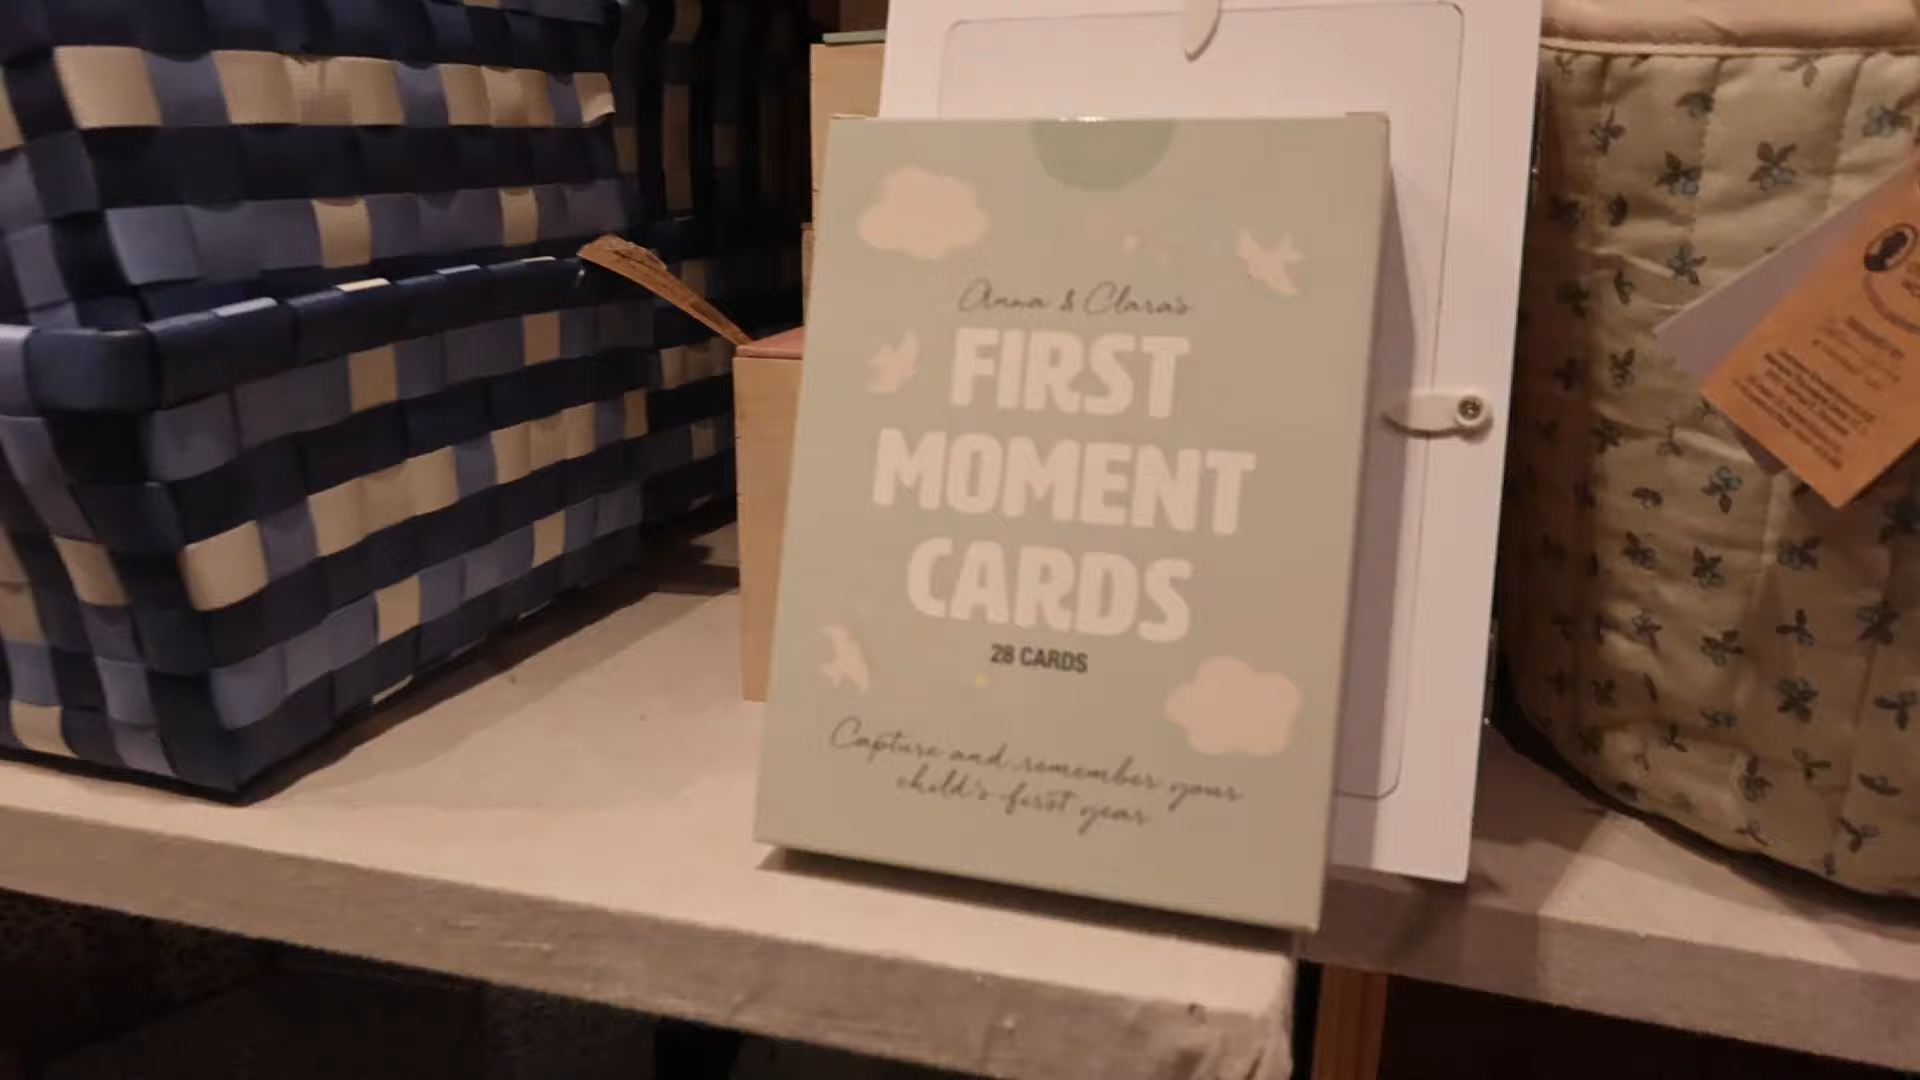 Anna & Clara's
FIRST
MOMENT
CARDS
28 CARDS
Capture and remember your
child's first year